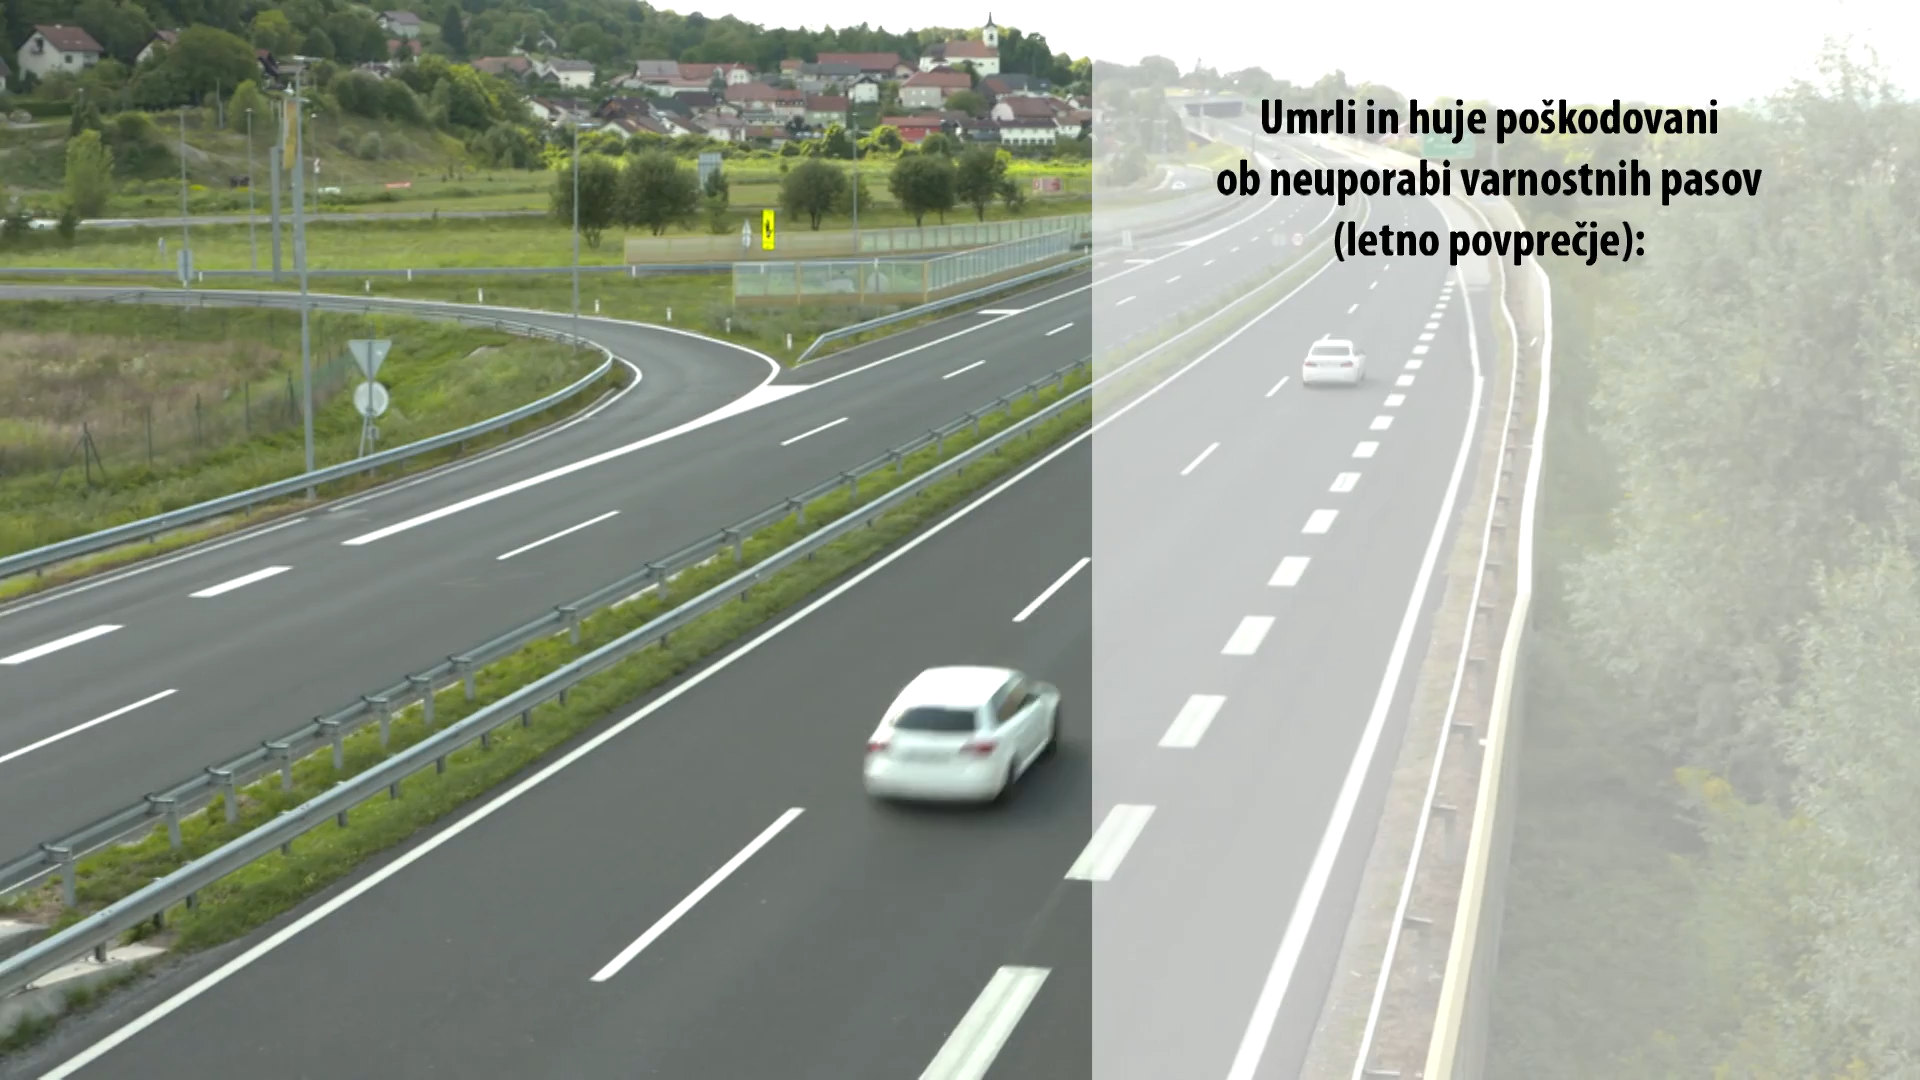 Umrli in huje poškodovani
ob neuporabi varnostnih pasov
(letno povprečje):